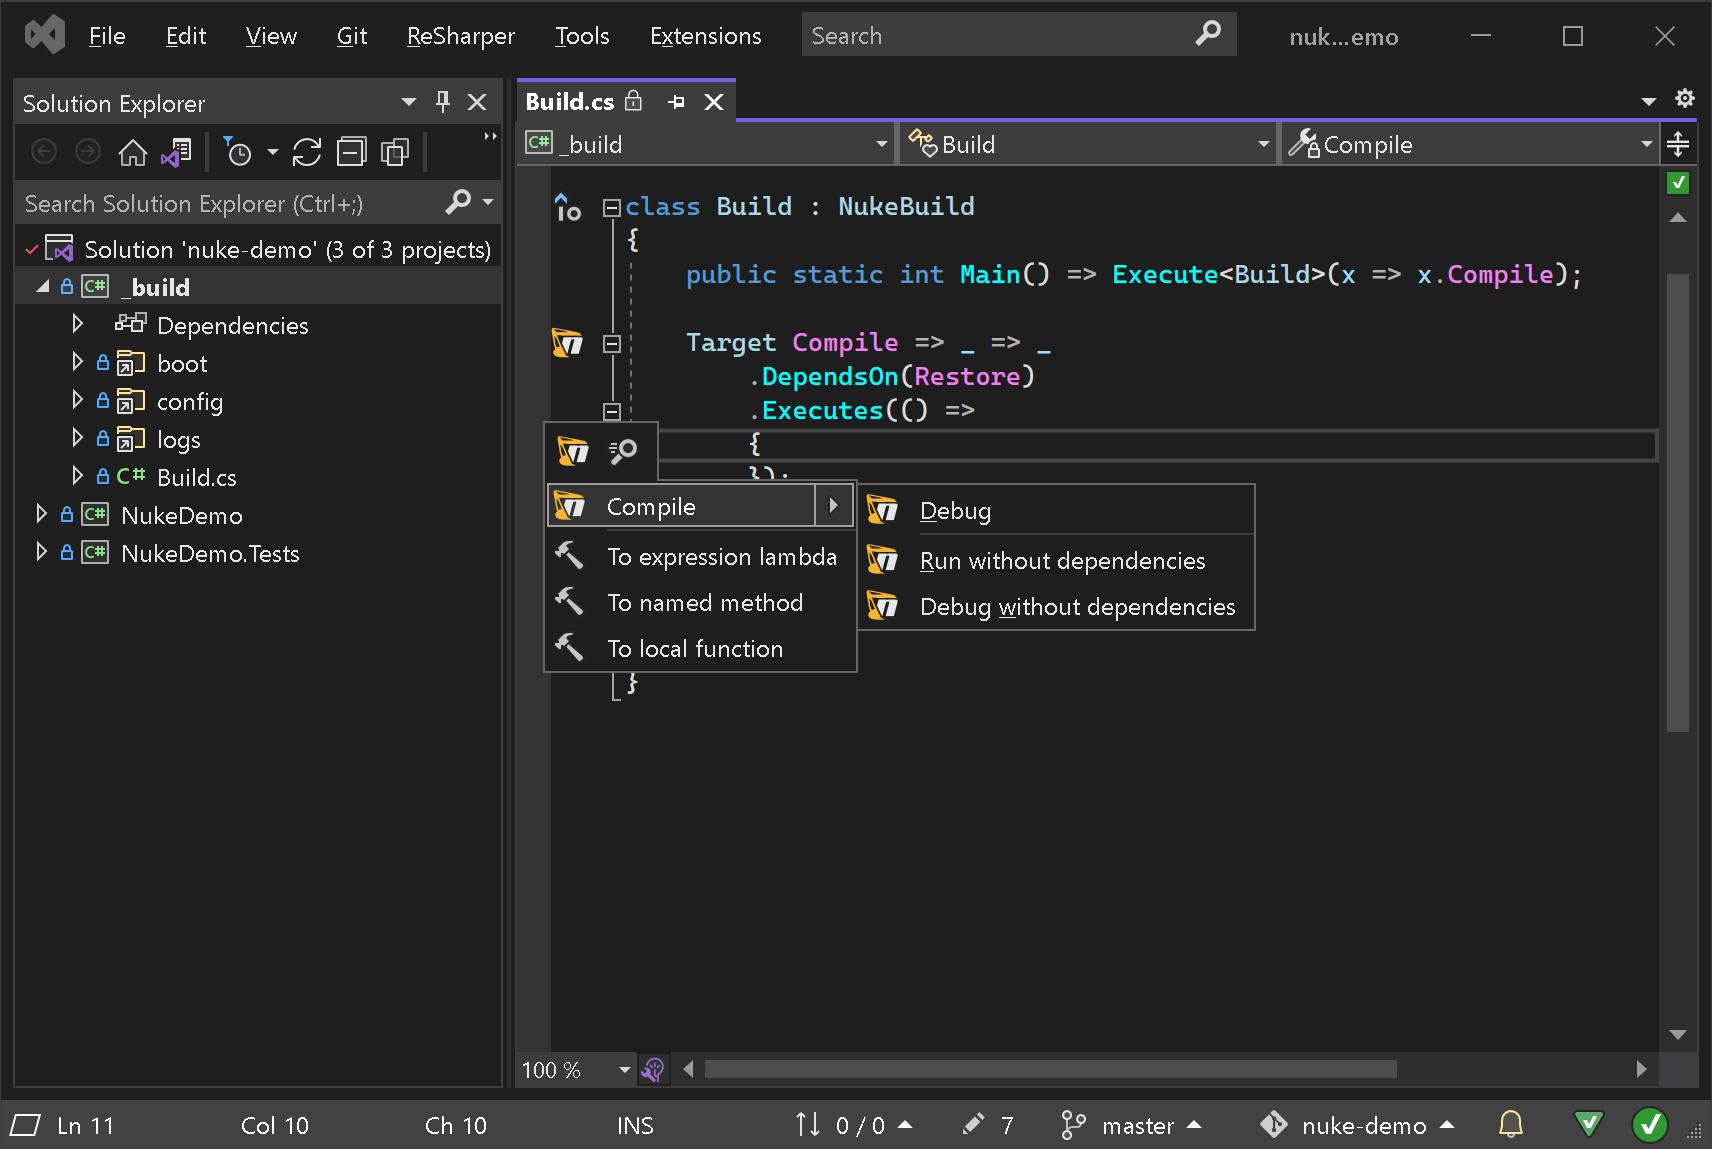 File Edit View Git ReSharper Tools Extensions Search nuk...emo
Solution Explorer
Search Solution Explorer (Ctrl+;)
Solution 'nuke-demo' (3 of 3 projects)
C# _build
Dependencies
boot
config
logs
C# Build.cs
C# NukeDemo
C# NukeDemo.Tests
Build.cs
C# _build Build Compile
class Build : NukeBuild
{
public static int Main() => Execute<Build>(x => x.Compile);
Target Compile => _ => _
.DependsOn(Restore)
.Executes(() =>
{
});
Compile
To expression lambda
To named method
To local function
Debug
Run without dependencies
Debug without dependencies
}
100 %
Ln 11 Col 10 Ch 10 INS 0 / 0 7 master nuke-demo